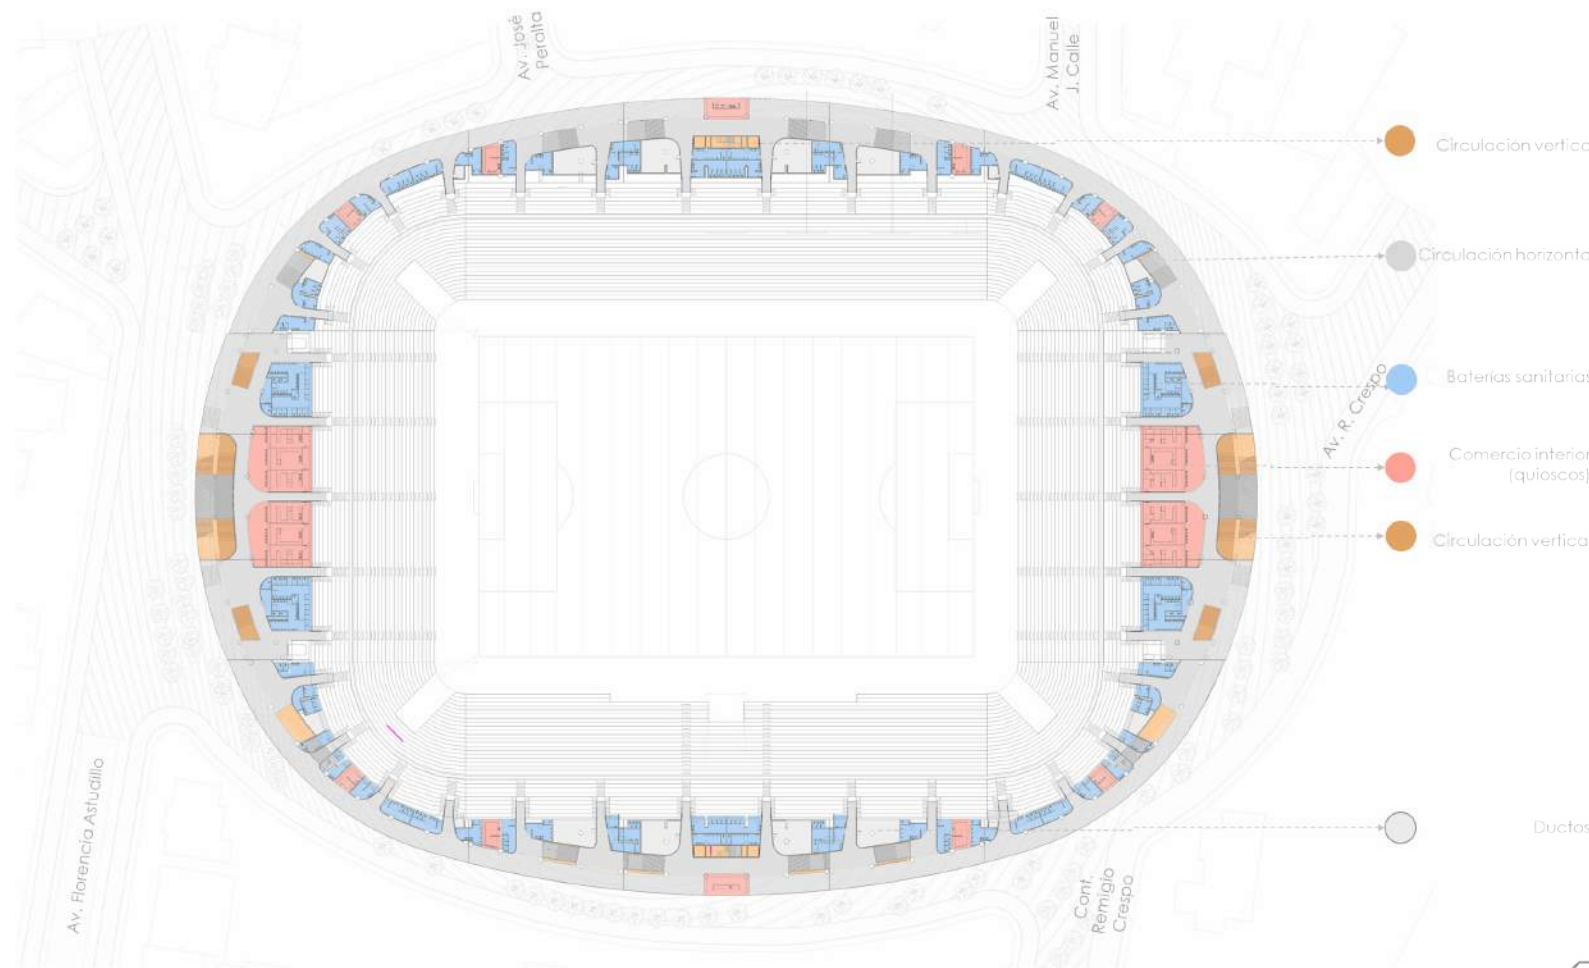 Av. José
Peralta
Av. Manuel
J. Calle
Circulación vertica
Circulación horizonta
Baterías sanitarias
Av. R. Crespo
Comercio interior
(quioscos)
Circulación vertica
Ductos
Av. Florencia Astudillo
Cont.
Remigio
Crespo